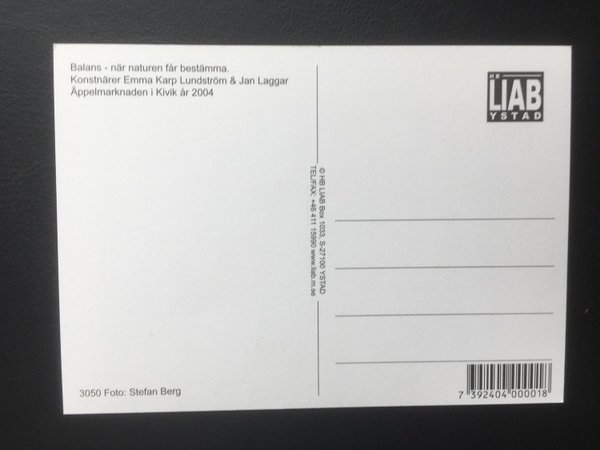 Balans - när naturen får bestämma.
Konstnärer Emma Karp Lundström & Jan Laggar
Äppelmarknaden i Kivik år 2004
HB
LIAB
YSTAD
© HB LIAB Box 1033, S-27100 YSTAD
TEL/FAX: +46 411 15990 www.liab.m.se
3050 Foto: Stefan Berg
7 392404 000018